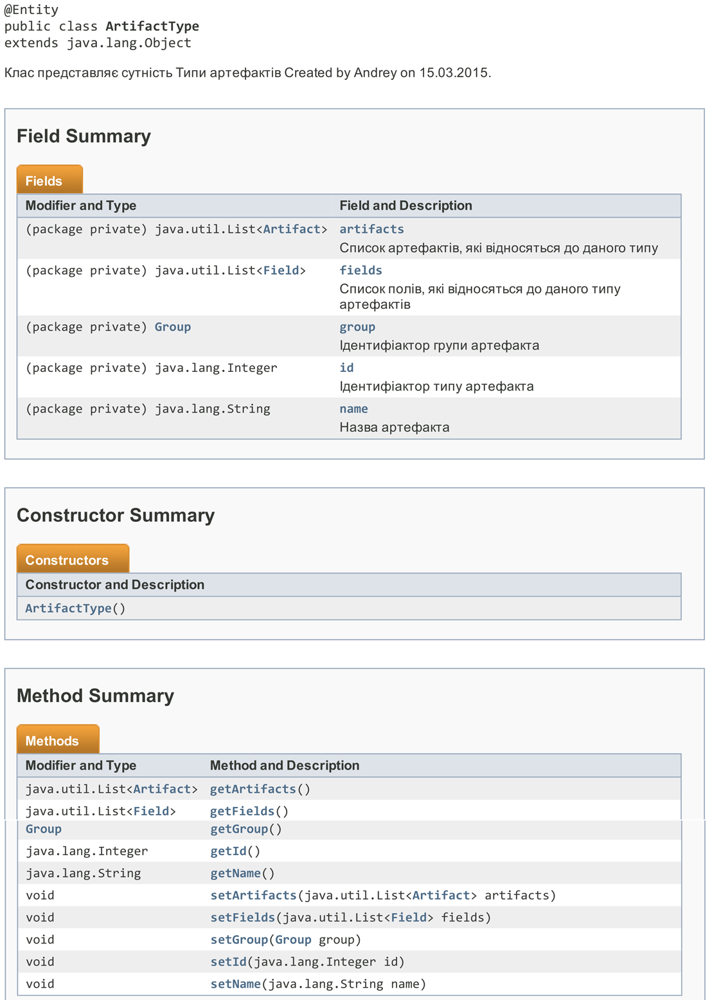 @Entity
public class ArtifactType
extends java.lang.Object
Клас представляє сутність Типи артефактів Created by Andrey on 15.03.2015.
Field Summary
Fields
Modifier and Type Field and Description
(package private) java.util.List<Artifact> artifacts
Список артефактів, які відносяться до даного типу
(package private) java.util.List<Field> fields
Список полів, які відносяться до даного типу
артефактів
(package private) Group group
Ідентифіактор групи артефакта
(package private) java.lang.Integer id
Ідентифіактор типу артефакта
(package private) java.lang.String name
Назва артефакта
Constructor Summary
Constructors
Constructor and Description
ArtifactType()
Method Summary
Methods
Modifier and Type Method and Description
java.util.List<Artifact> getArtifacts()
java.util.List<Field> getFields()
Group getGroup()
java.lang.Integer getId()
java.lang.String getName()
void setArtifacts(java.util.List<Artifact> artifacts)
void setFields(java.util.List<Field> fields)
void setGroup(Group group)
void setId(java.lang.Integer id)
void setName(java.lang.String name)